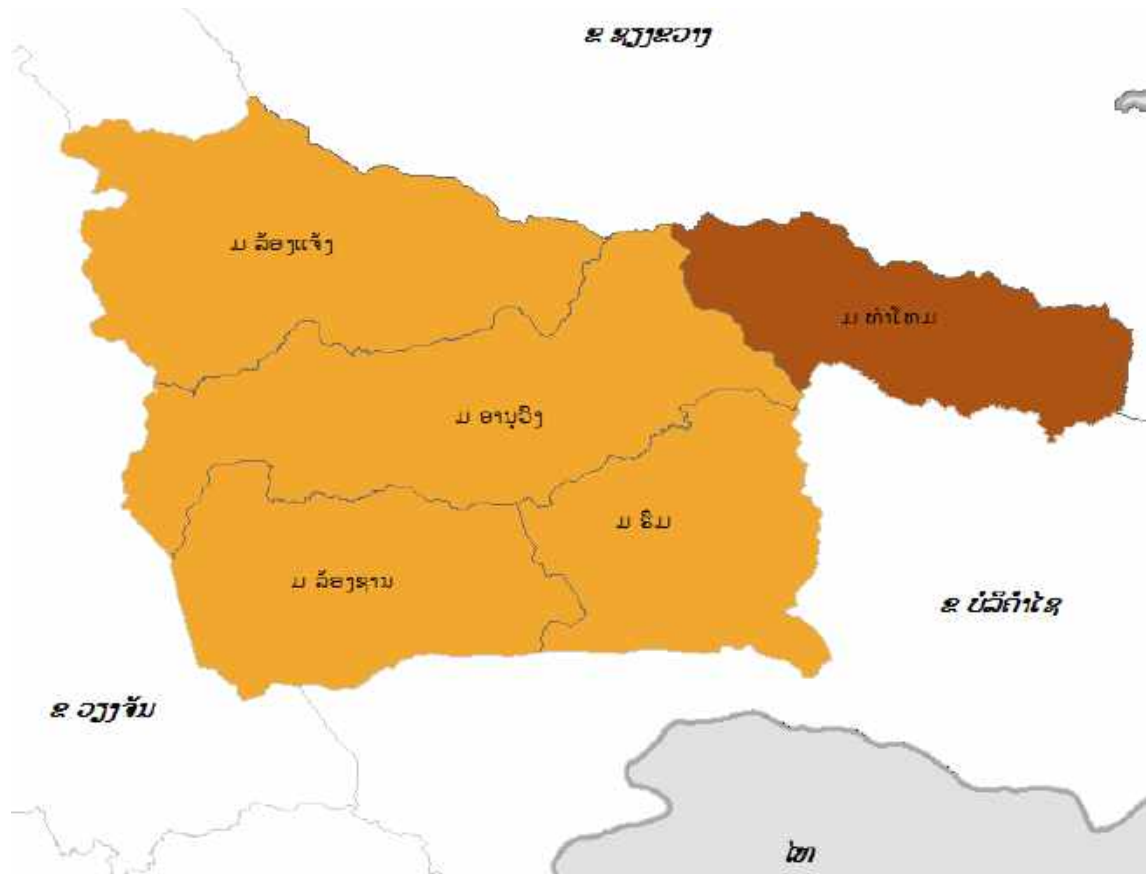 ຂ ຊຽງຂວາງ
ມ ລ້ອງແຈ້ງ
ມ ທ່າໂທມ
ມ ອານຸວົງ
ມ ຮົ່ມ
ມ ລ້ອງຊານ
ຂ ບໍລິຄຳໄຊ
ຂ ວຽງຈັນ
ໄທ